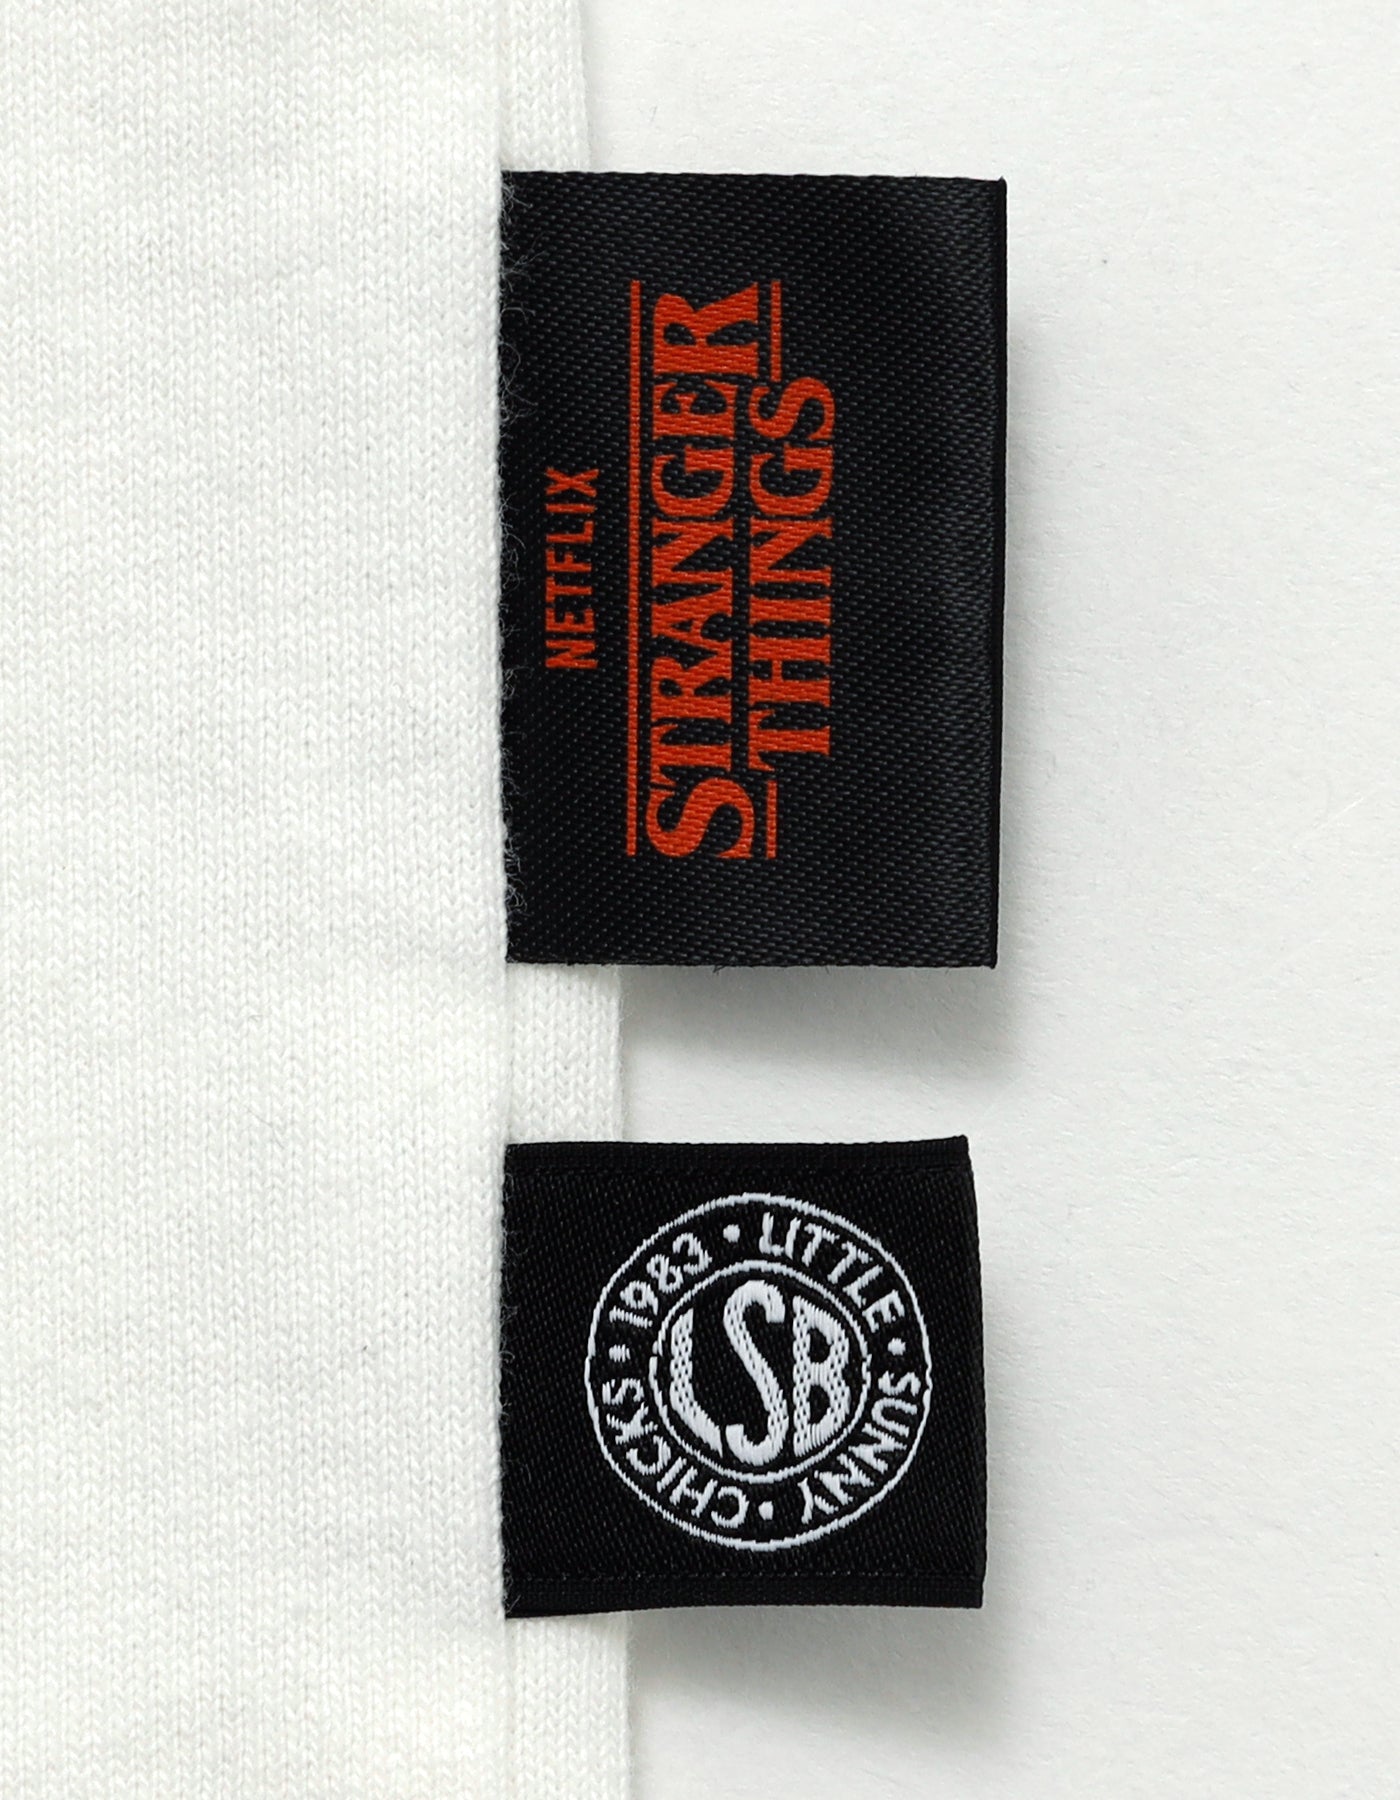 NETFLIX
STRANGER
THINGS
1983 • LITTLE • SUNNY • CHICKS •
LSB